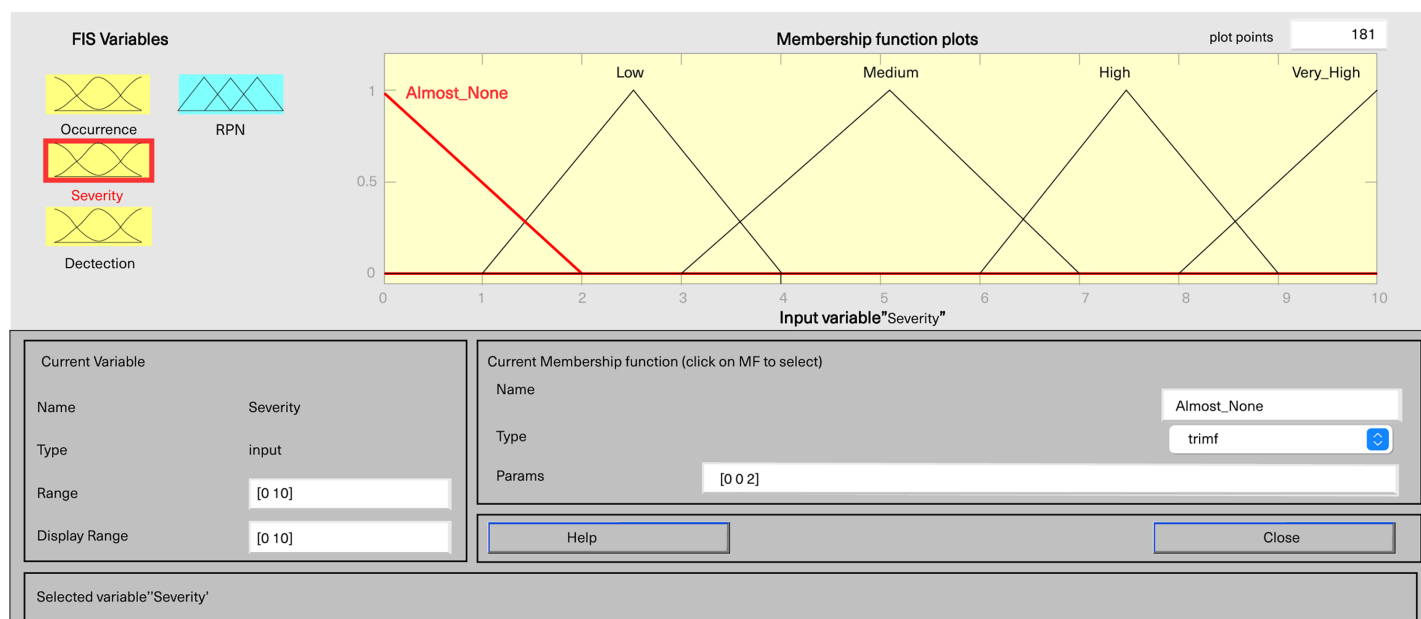 FIS Variables
Occurrence
RPN
Severity
Dectection
Membership function plots
plot points 181
Almost_None
Low
Medium
High
Very_High
1
0.5
0
0 1 2 3 4 5 6 7 8 9 10
Input variable"Severity"
Current Variable
Name Severity
Type input
Range [0 10]
Display Range [0 10]
Current Membership function (click on MF to select)
Name Almost_None
Type trimf
Params [0 0 2]
Help
Close
Selected variable''Severity'